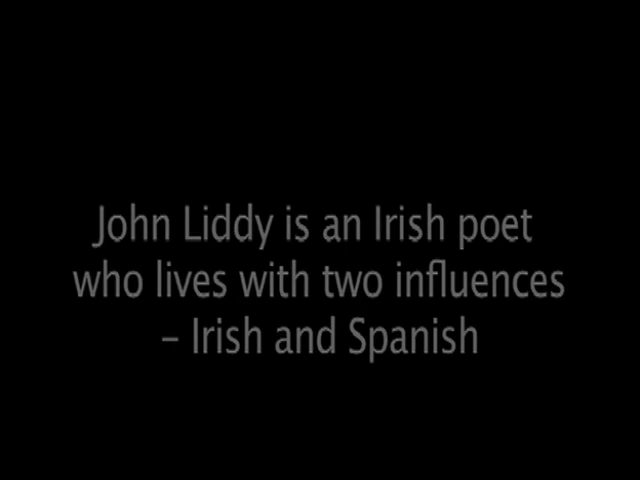 John Liddy is an Irish poet
who lives with two influences
– Irish and Spanish